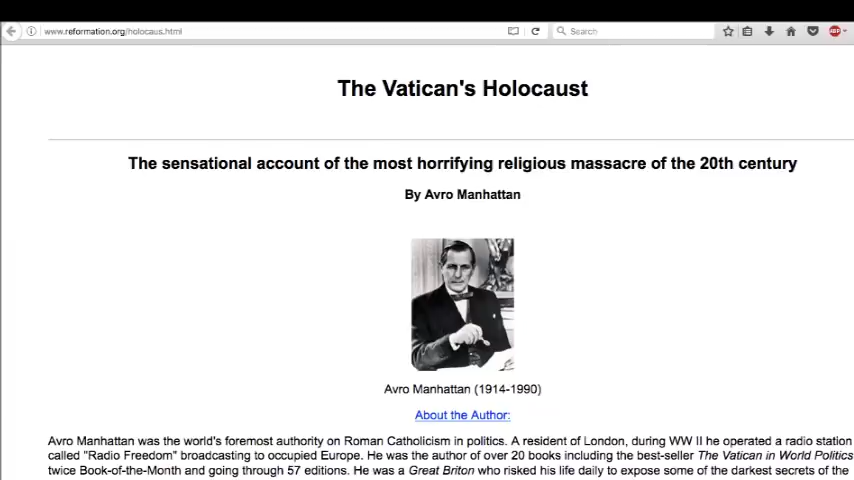 www.reformation.org/holocaus.html
Search
ABP
The Vatican's Holocaust
The sensational account of the most horrifying religious massacre of the 20th century
By Avro Manhattan
Avro Manhattan (1914-1990)
About the Author:
Avro Manhattan was the world's foremost authority on Roman Catholicism in politics. A resident of London, during WW II he operated a radio station
called "Radio Freedom" broadcasting to occupied Europe. He was the author of over 20 books including the best-seller The Vatican in World Politics
twice Book-of-the-Month and going through 57 editions. He was a Great Briton who risked his life daily to expose some of the darkest secrets of the